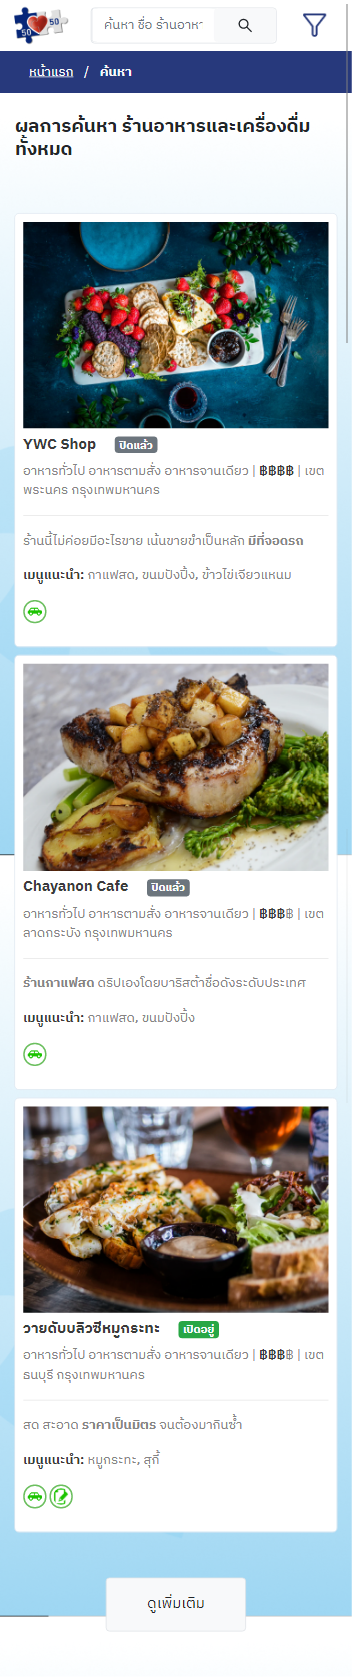 50
50
ค้นหา ชื่อ ร้านอาหา
หน้าแรก / ค้นหา
ผลการค้นหา ร้านอาหารและเครื่องดื่ม
ทั้งหมด
YWC Shop ปิดแล้ว
อาหารทั่วไป อาหารตามสั่ง อาหารจานเดียว | ฿฿฿฿ | เขต
พระนคร กรุงเทพมหานคร
ร้านนี้ไม่ค่อยมีอะไรขาย เน้นขายขำเป็นหลัก มีที่จอดรถ
เมนูแนะนำ: กาแฟสด, ขนมปังปิ้ง, ข้าวไข่เจียวแหนม
Chayanon Cafe ปิดแล้ว
อาหารทั่วไป อาหารตามสั่ง อาหารจานเดียว | ฿฿฿฿ | เขต
ลาดกระบัง กรุงเทพมหานคร
ร้านกาแฟสด ดริปเองโดยบาริสต้าชื่อดังระดับประเทศ
เมนูแนะนำ: กาแฟสด, ขนมปังปิ้ง
วายดับบลิวซีหมูกระทะ เปิดอยู่
อาหารทั่วไป อาหารตามสั่ง อาหารจานเดียว | ฿฿฿฿ | เขต
ธนบุรี กรุงเทพมหานคร
สด สะอาด ราคาเป็นมิตร จนต้องมากินซ้ำ
เมนูแนะนำ: หมูกระทะ, สุกี้
ดูเพิ่มเติม